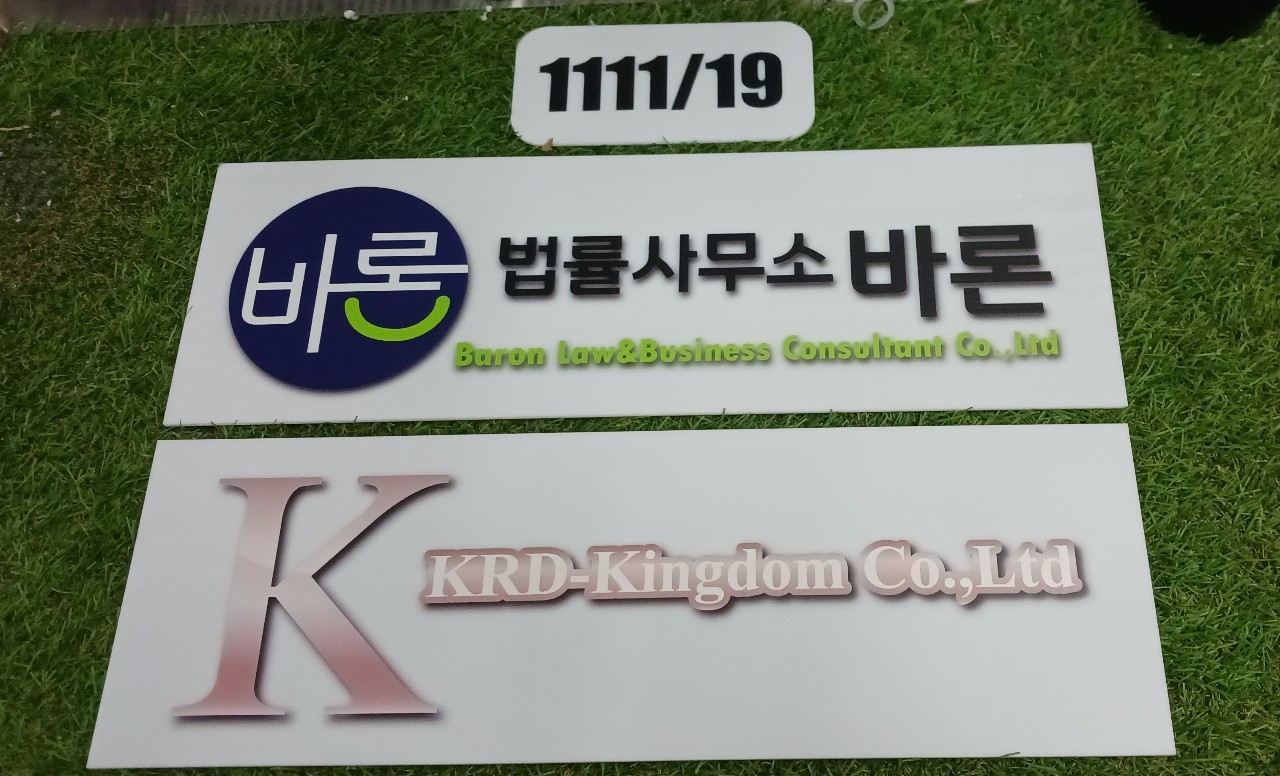 1111/19
바론
법률사무소 바론
Baron Law&Business Consultant Co.,Ltd
K
KRD-Kingdom Co.,Ltd